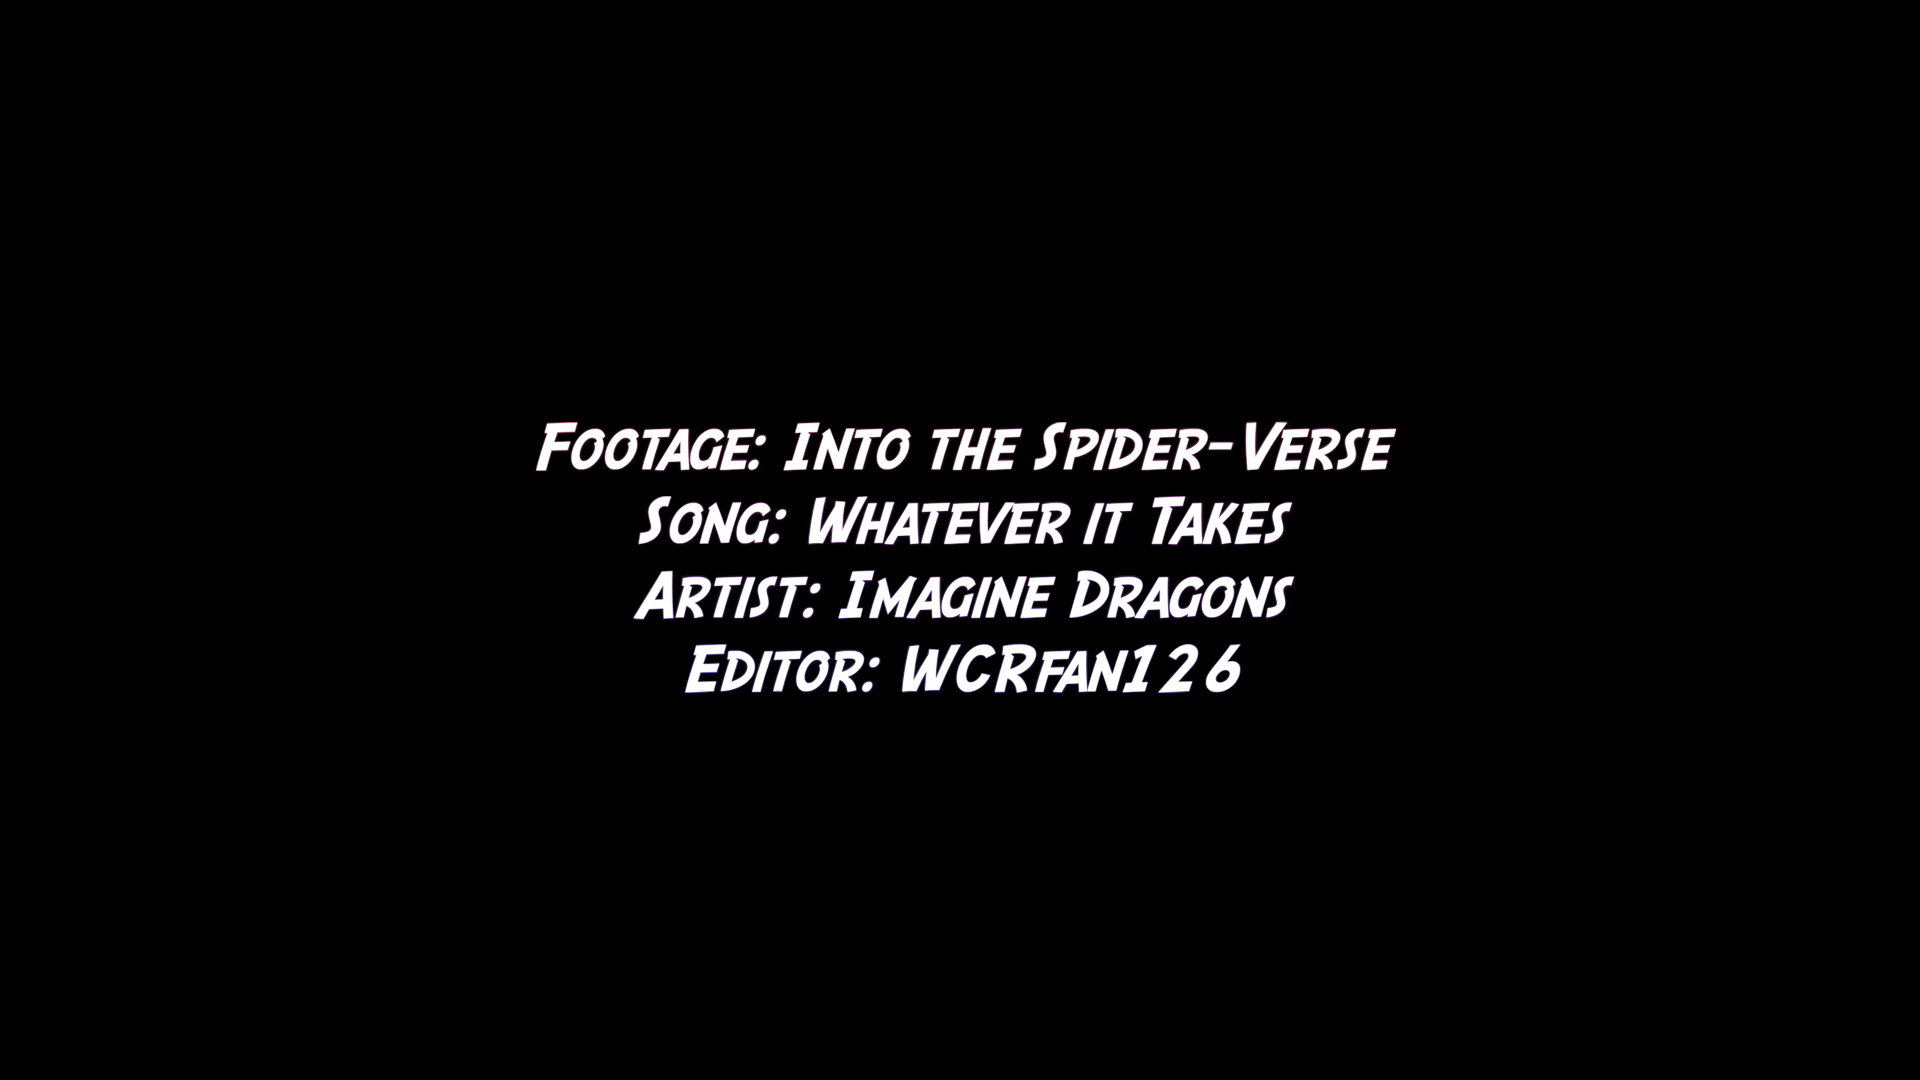 Footage: Into the Spider-Verse
Song: Whatever it Takes
Artist: Imagine Dragons
Editor: WCRfan126